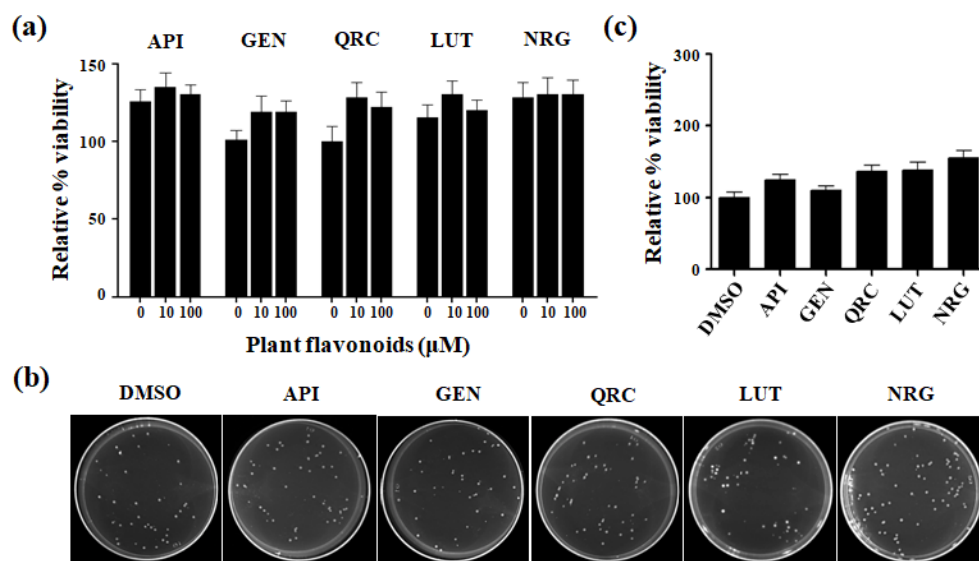 (a)
API GEN QRC LUT NRG
Relative % viability
150
100
50
0
0 10 100 0 10 100 0 10 100 0 10 100 0 10 100
Plant flavonoids (µM)
(c)
Relative % viability
300
200
100
0
DMSO API GEN QRC LUT NRG
(b)
DMSO API GEN QRC LUT NRG